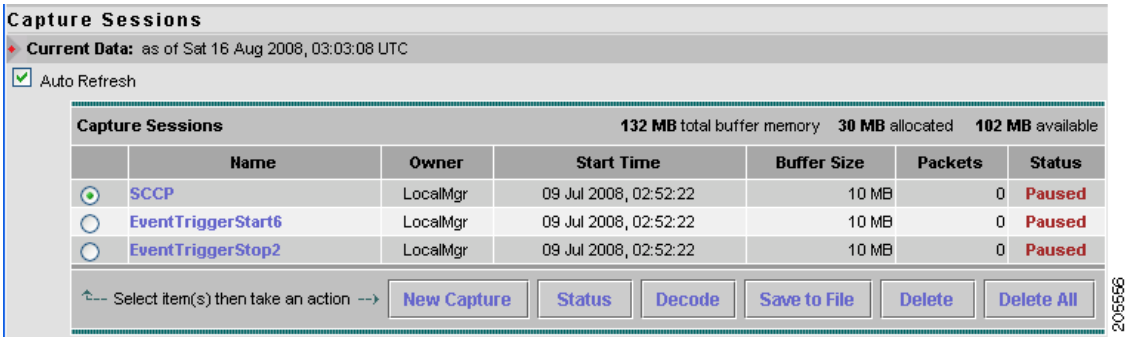 Capture Sessions
Current Data: as of Sat 16 Aug 2008, 03:03:08 UTC
Auto Refresh
Capture Sessions 132 MB total buffer memory 30 MB allocated 102 MB available
Name Owner Start Time Buffer Size Packets Status
SCCP LocalMgr 09 Jul 2008, 02:52:22 10 MB 0 Paused
EventTriggerStart6 LocalMgr 09 Jul 2008, 02:52:22 10 MB 0 Paused
EventTriggerStop2 LocalMgr 09 Jul 2008, 02:52:22 10 MB 0 Paused
Select item(s) then take an action --> New Capture Status Decode Save to File Delete Delete All
205556